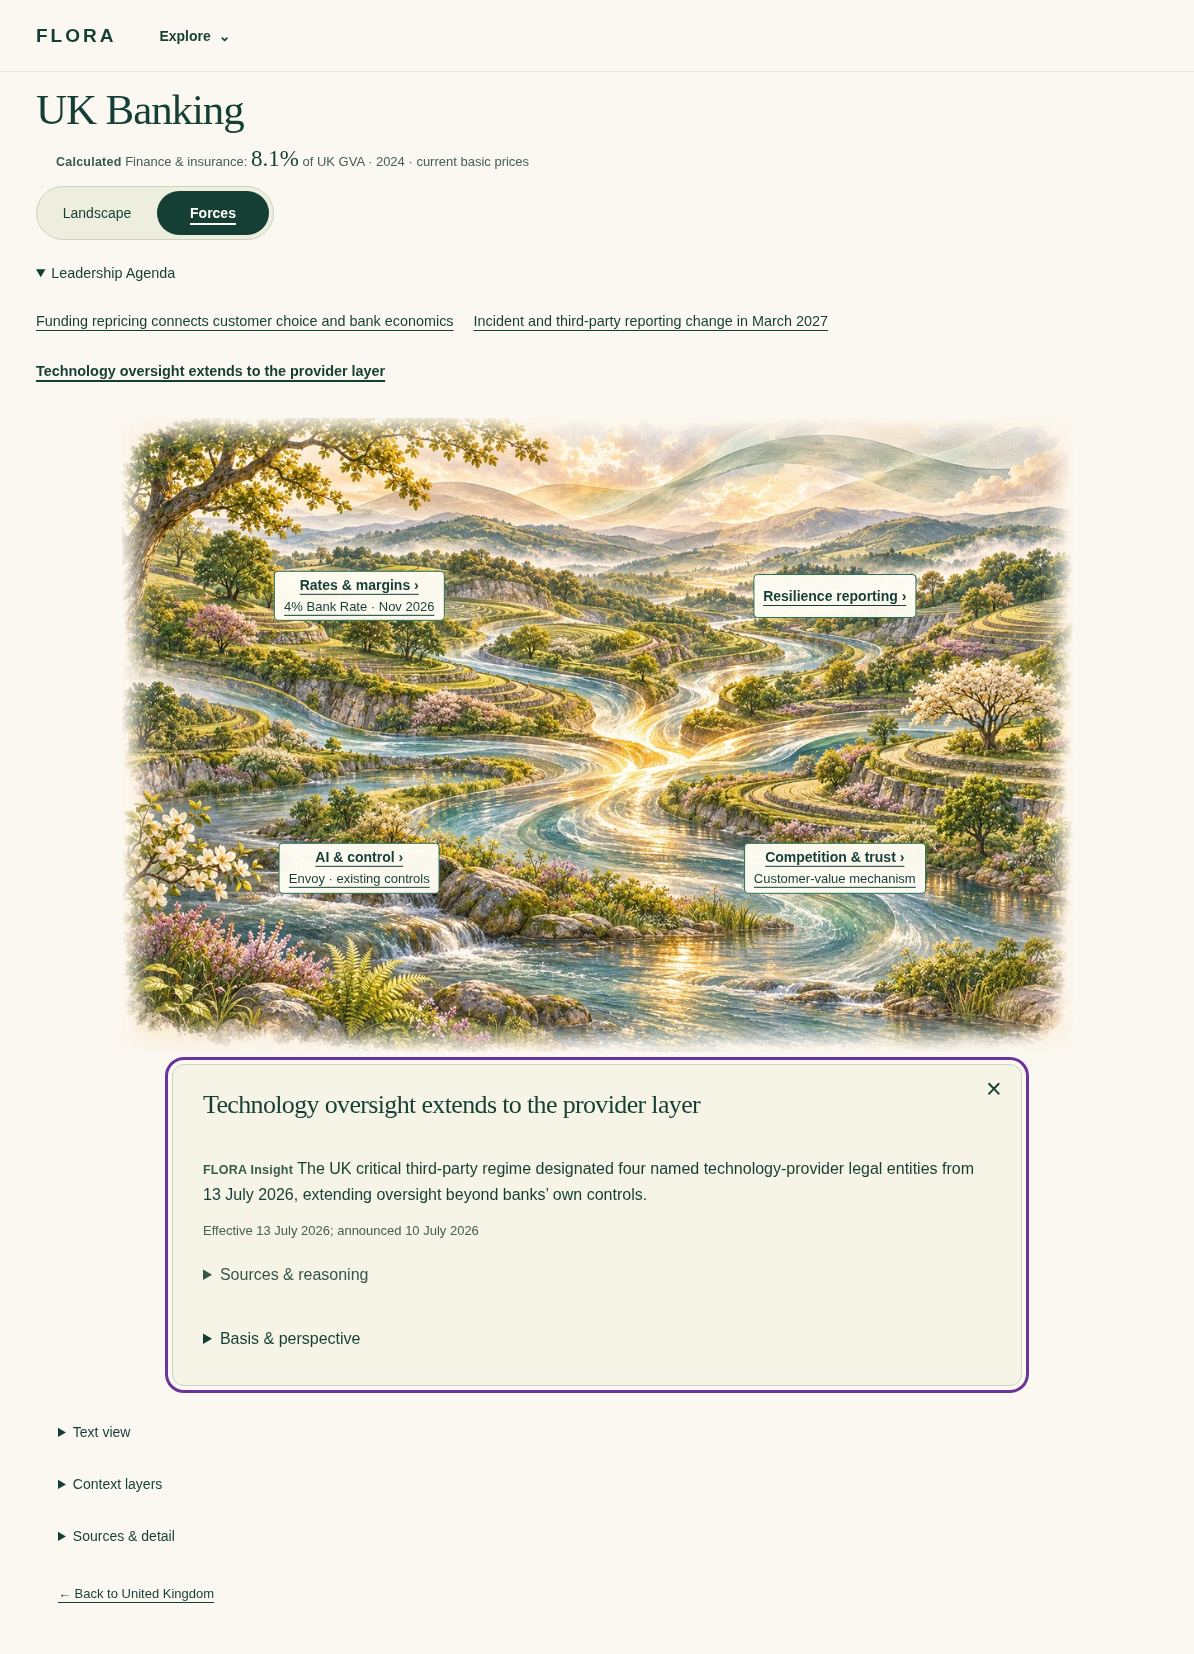 FLORA
Explore
UK Banking
Calculated Finance & insurance: 8.1% of UK GVA · 2024 · current basic prices
Landscape
Forces
▼ Leadership Agenda
Funding repricing connects customer choice and bank economics
Incident and third-party reporting change in March 2027
Technology oversight extends to the provider layer
Rates & margins ›
4% Bank Rate · Nov 2026
Resilience reporting ›
AI & control ›
Envoy · existing controls
Competition & trust ›
Customer-value mechanism
Technology oversight extends to the provider layer
✕
FLORA Insight The UK critical third-party regime designated four named technology-provider legal entities from
13 July 2026, extending oversight beyond banks’ own controls.
Effective 13 July 2026; announced 10 July 2026
▶ Sources & reasoning
▶ Basis & perspective
▶ Text view
▶ Context layers
▶ Sources & detail
← Back to United Kingdom